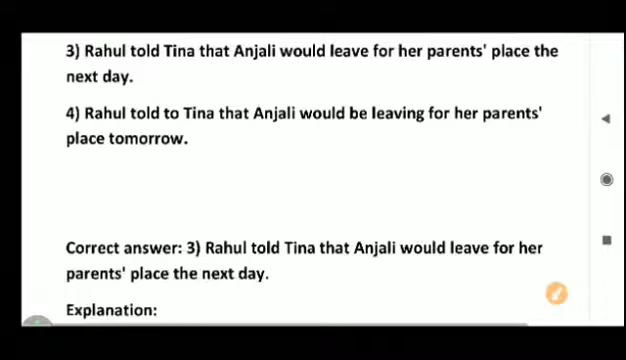 3) Rahul told Tina that Anjali would leave for her parents' place the
next day.
4) Rahul told to Tina that Anjali would be leaving for her parents'
place tomorrow.
Correct answer: 3) Rahul told Tina that Anjali would leave for her
parents' place the next day.
Explanation: